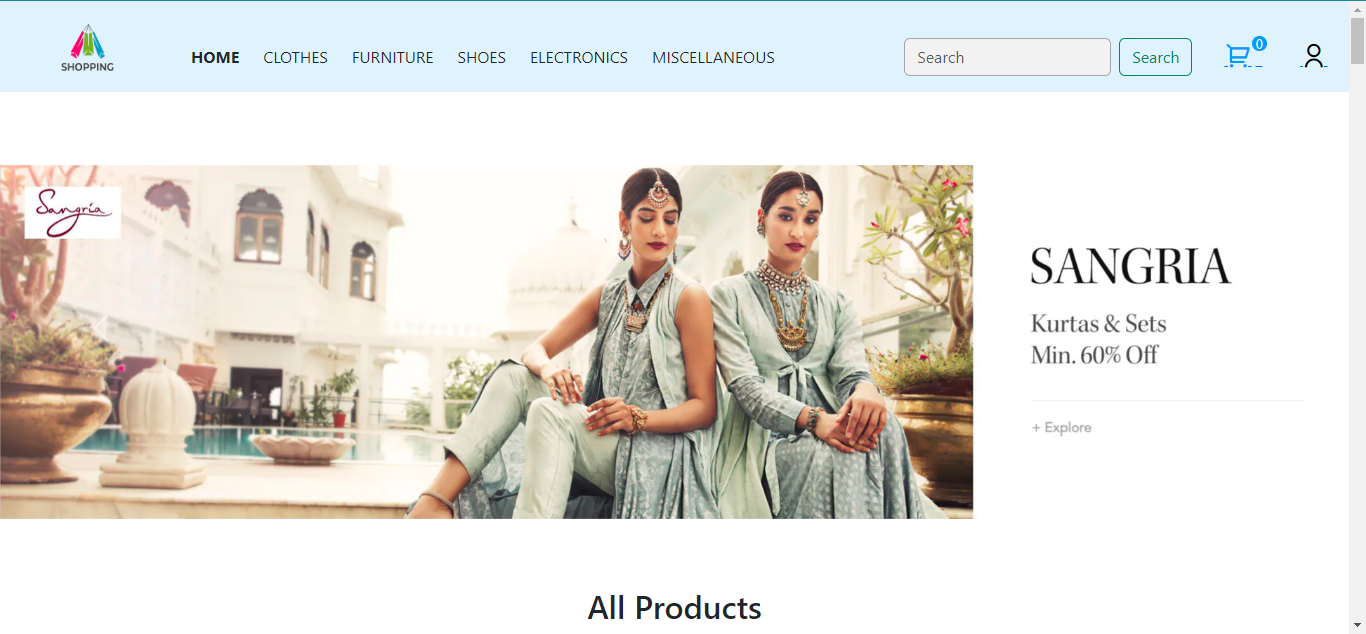 SHOPPING
HOME CLOTHES FURNITURE SHOES ELECTRONICS MISCELLANEOUS
Search
Search
0
Sangria
SANGRIA
Kurtas & Sets
Min. 60% Off
+ Explore
All Products